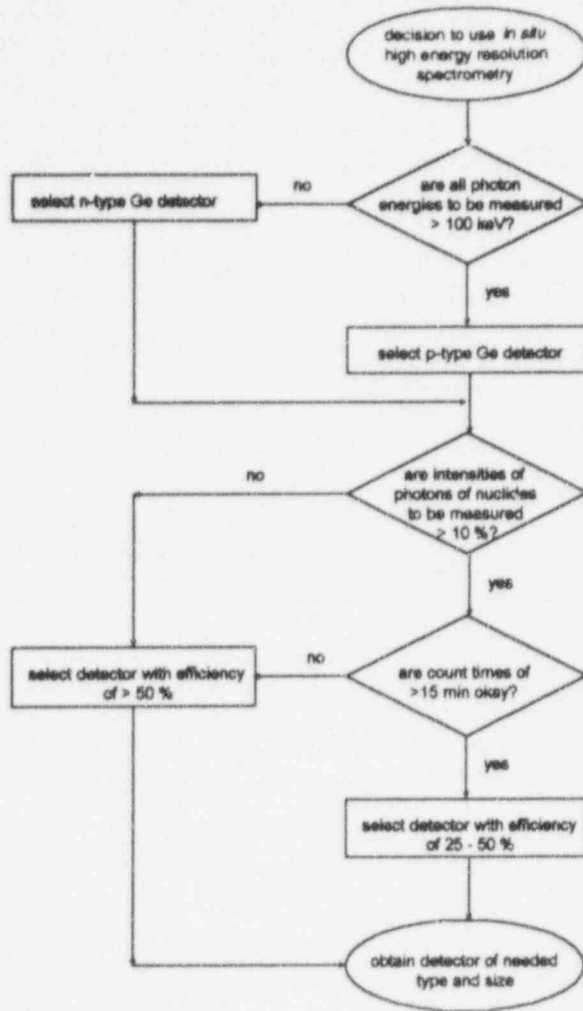 decision to use in situ
high energy resolution
spectrometry
no
are all photon
energies to be measured
> 100 keV?
select n-type Ge detector
yes
select p-type Ge detector
no
are intensities of
photons of nuclides
to be measured
> 10 %?
yes
select detector with efficiency
of > 50 %
no
are count times of
>15 min okay?
yes
select detector with efficiency
of 25 - 50 %
obtain detector of needed
type and size